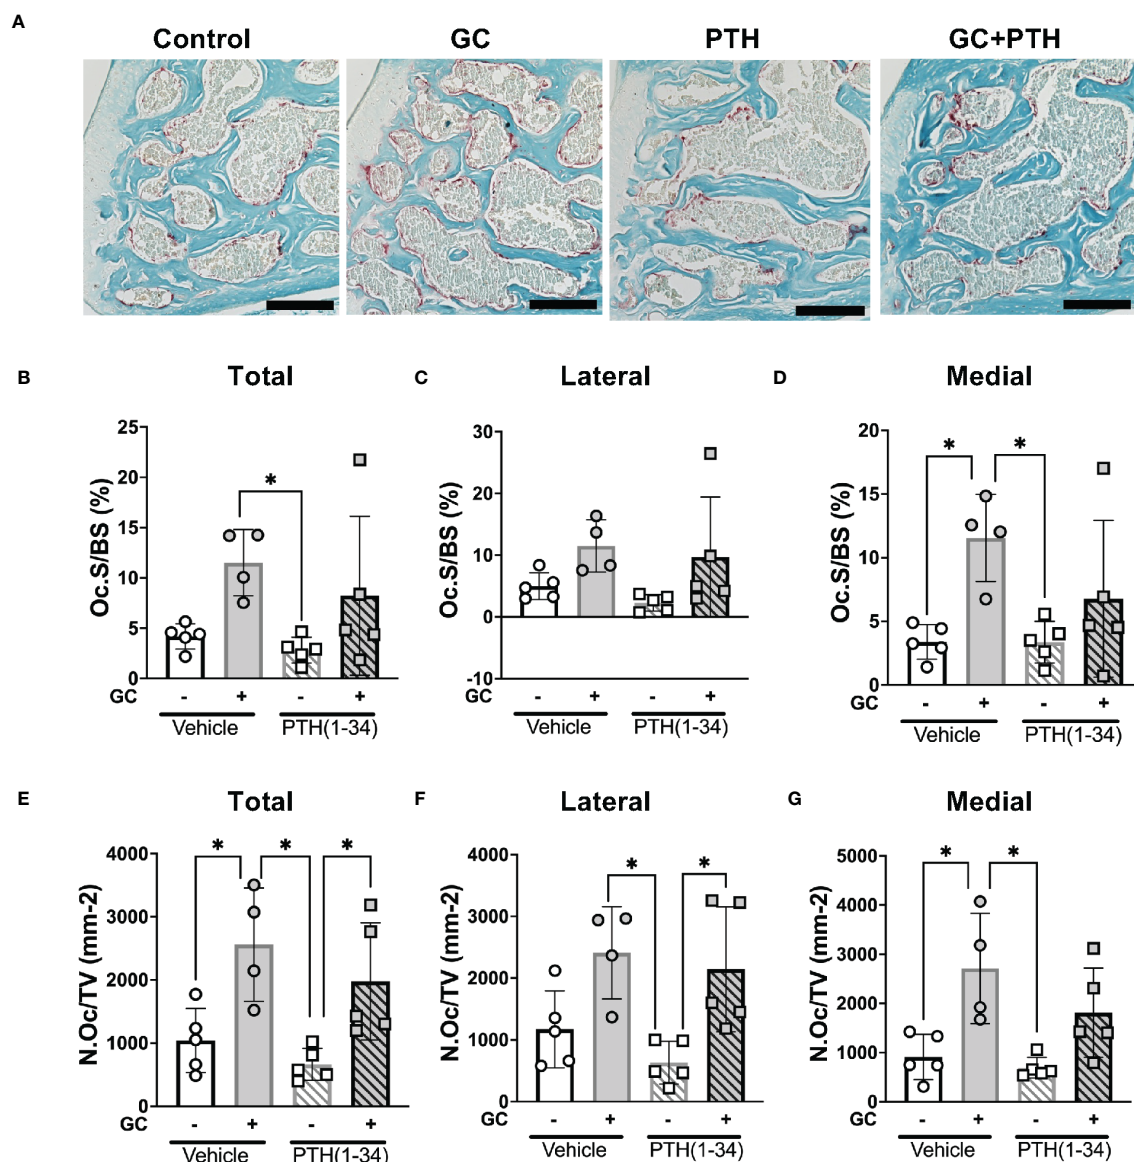 A
Control GC PTH GC+PTH
B Total C Lateral D Medial
Oc.S/BS (%)
25
20
15
10
5
0
GC - + - +
Vehicle PTH(1-34)
*
Oc.S/BS (%)
30
20
10
0
-10
- + - +
Vehicle PTH(1-34)
Oc.S/BS (%)
20
15
10
5
0
GC - + - +
Vehicle PTH(1-34)
* *
E Total F Lateral G Medial
N.Oc/TV (mm-2)
4000
3000
2000
1000
0
GC - + - +
Vehicle PTH(1-34)
* * *
N.Oc/TV (mm-2)
4000
3000
2000
1000
0
GC - + - +
Vehicle PTH(1-34)
* *
N.Oc/TV (mm-2)
5000
4000
3000
2000
1000
0
GC - + - +
Vehicle PTH(1-34)
* *